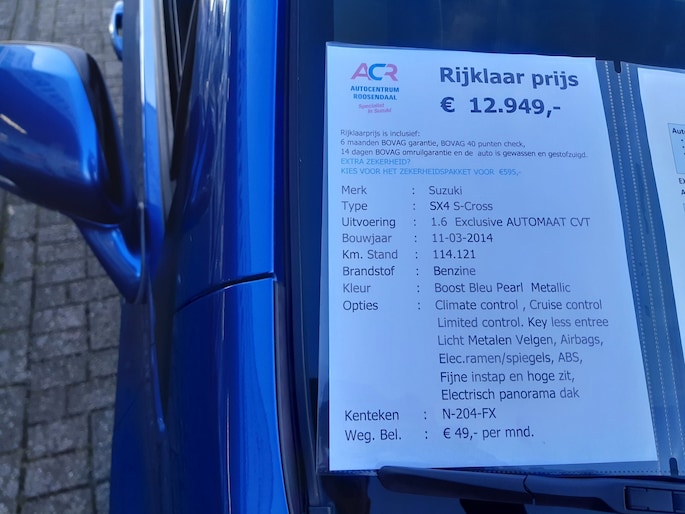 ACR
AUTOCENTRUM
ROOSENDAAL
Specialist
in Suzuki
Rijklaar prijs
€ 12.949,-
Rijklaarprijs is inclusief:
6 maanden BOVAG garantie, BOVAG 40 punten check,
14 dagen BOVAG omruilgarantie en de auto is gewassen en gestofzuigd.
EXTRA ZEKERHEID?
KIES VOOR HET ZEKERHEIDSPAKKET VOOR €595,-
Merk : Suzuki
Type : SX4 S-Cross
Uitvoering : 1.6 Exclusive AUTOMAAT CVT
Bouwjaar : 11-03-2014
Km. Stand : 114.121
Brandstof : Benzine
Kleur : Boost Bleu Pearl Metallic
Opties : Climate control , Cruise control
Limited control. Key less entree
Licht Metalen Velgen, Airbags,
Elec.ramen/spiegels, ABS,
Fijne instap en hoge zit,
Electrisch panorama dak
Kenteken : N-204-FX
Weg. Bel. : € 49,- per mnd.